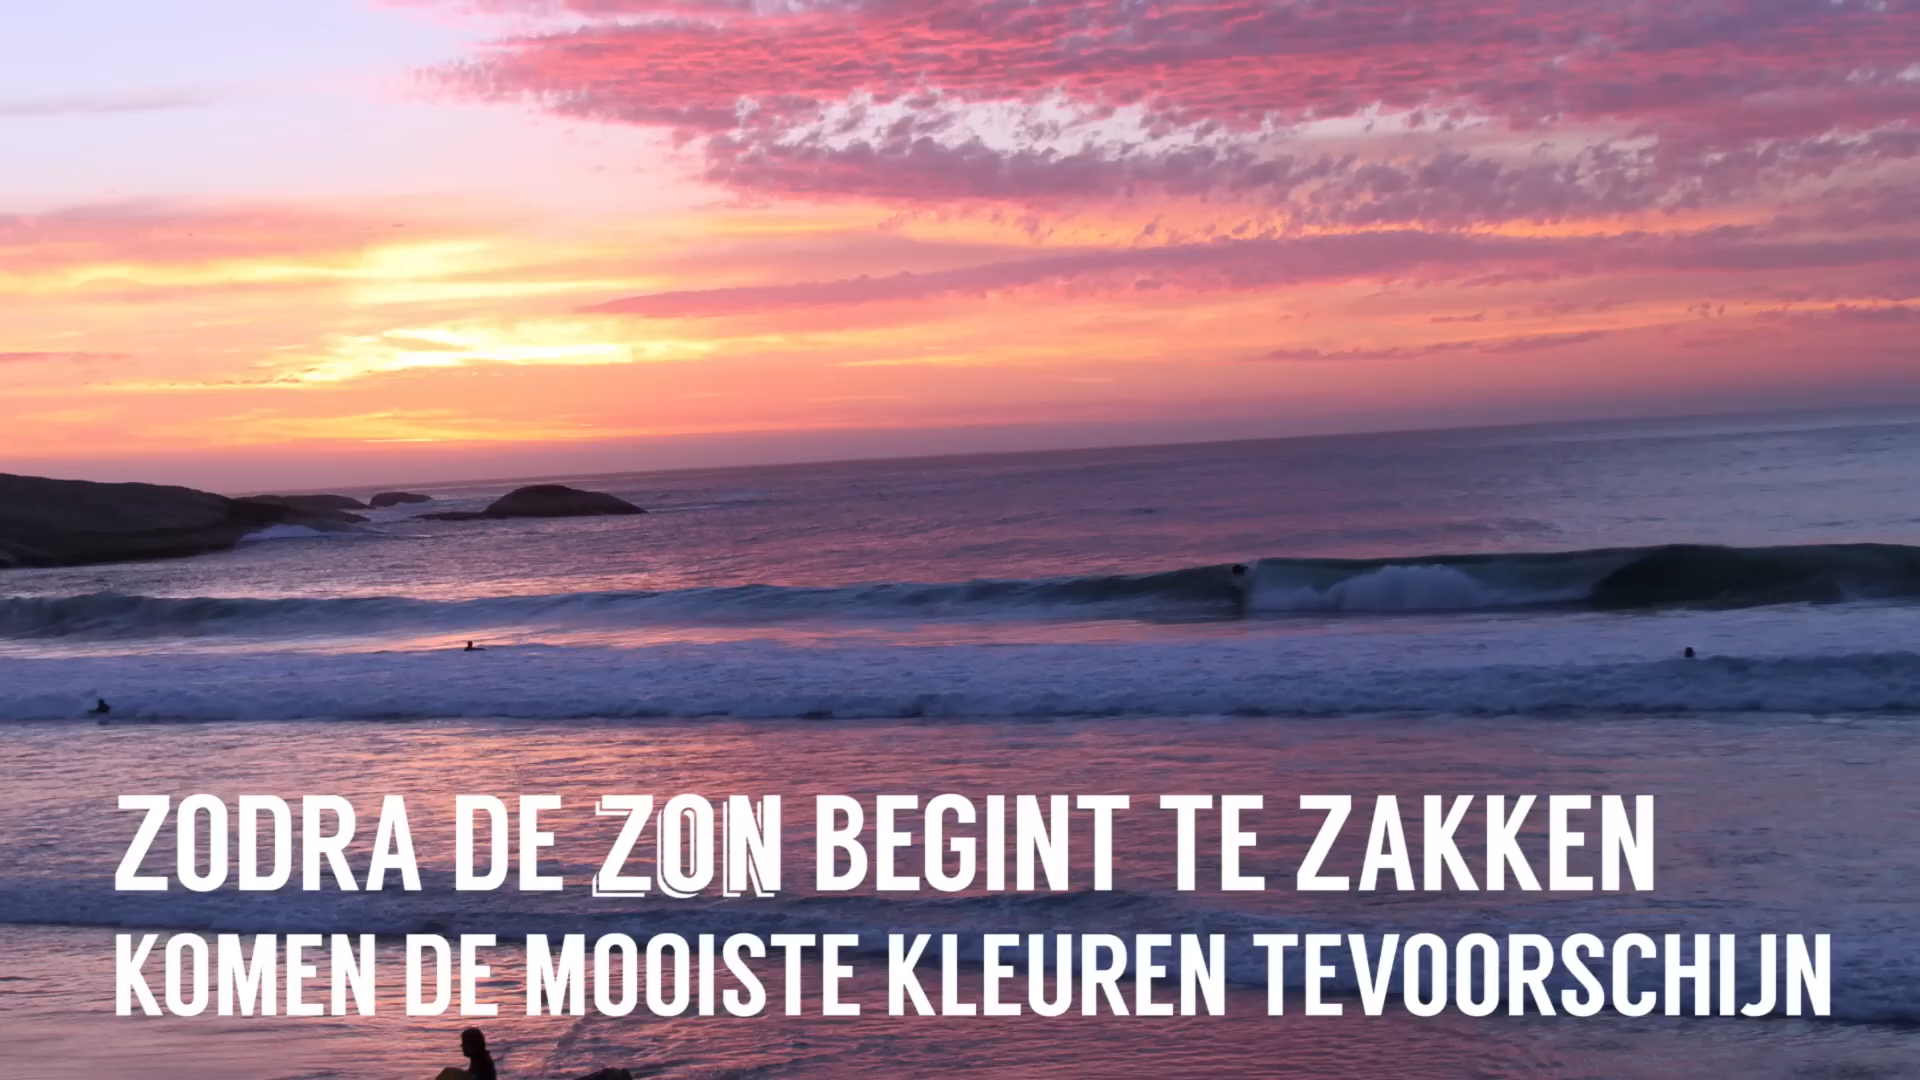 ZODRA DE ZON BEGINT TE ZAKKEN
KOMEN DE MOOISTE KLEUREN TEVOORSCHIJN